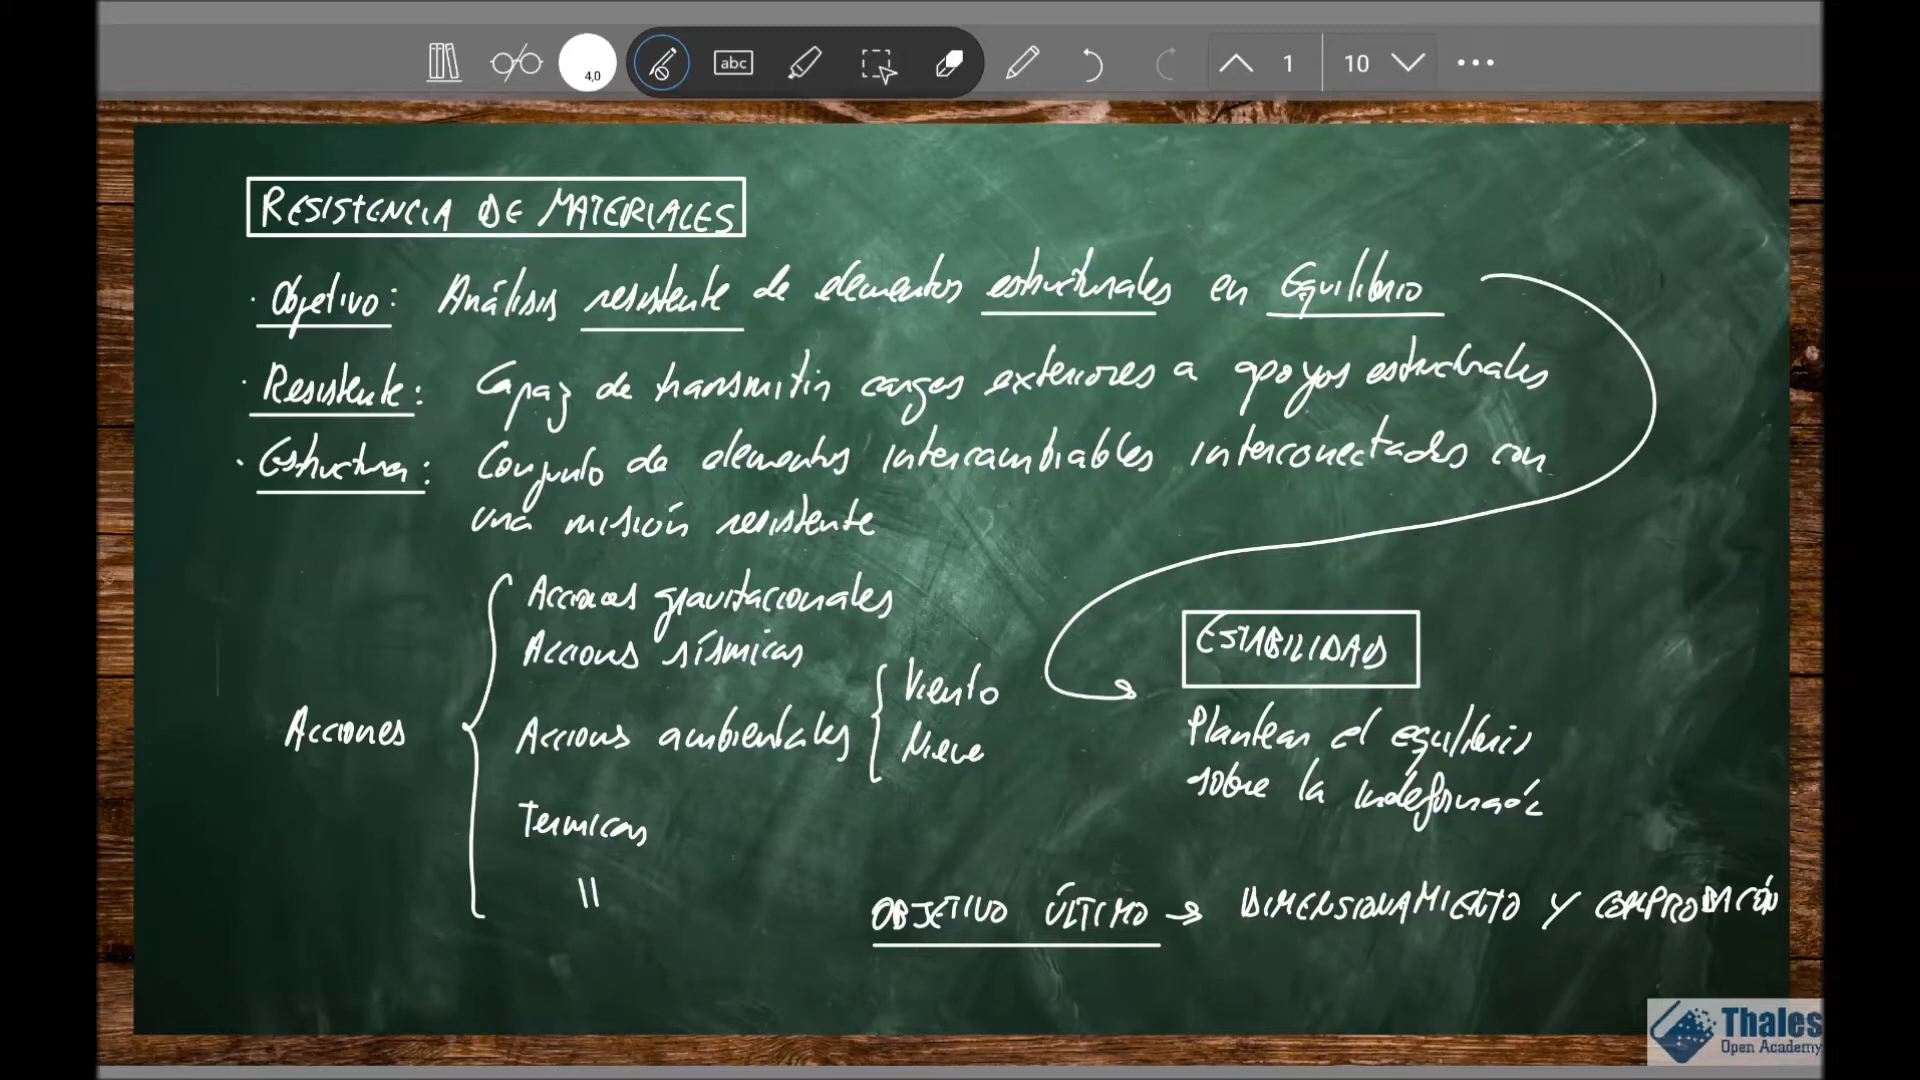 4,0
abc
1
10
RESISTENCIA DE MATERIALES
· Objetivo: Análisis resistente de elementos estructurales en Equilibrio
· Resistente: Capaz de transmitir cargas exteriores a apoyos estructurales
· Estructura: Conjunto de elementos intercambiables interconectados con
una misión resistente
Acciones
Acciones gravitacionales
Acciones sísmicas
Acciones ambientales
Viento
Nieve
Termicas
"
ESTABILIDAD
Plantear el equilibrio
sobre la indeformada
OBJETIVO ÚLTIMO → DIMENSIONAMIENTO Y COMPROBACIÓN
Thales
Open Academy